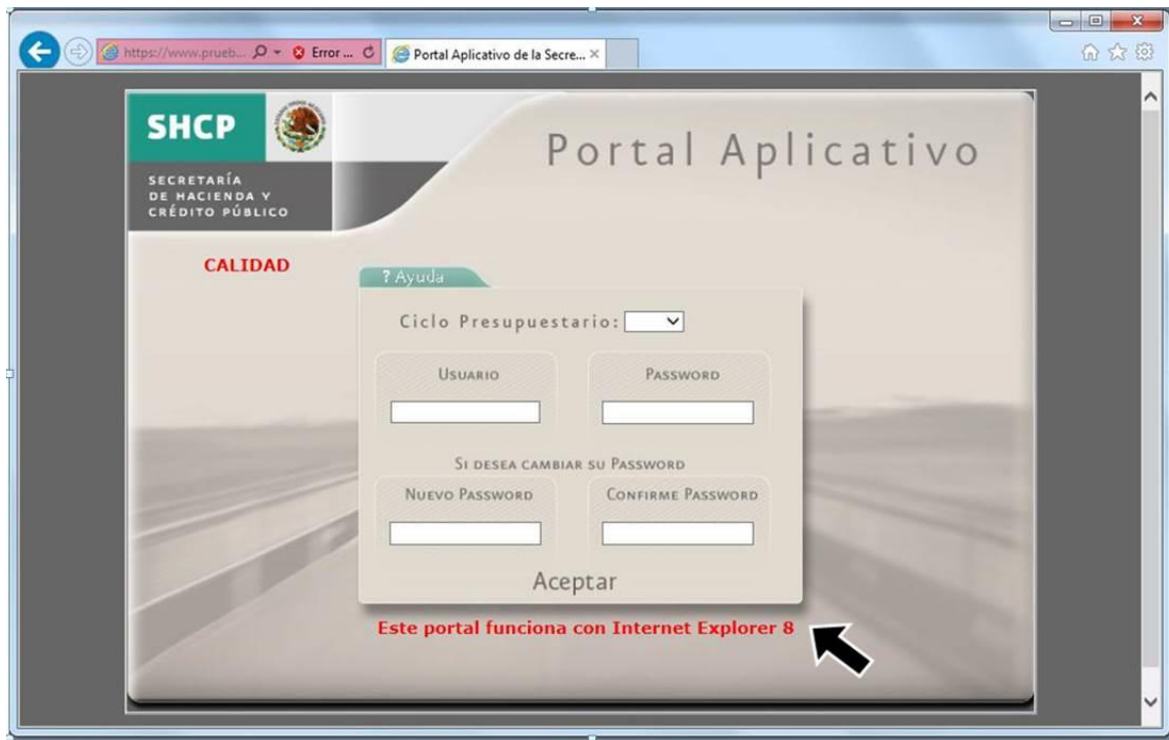 https://www.prueb... Error ... Portal Aplicativo de la Secre...
SHCP
Portal Aplicativo
SECRETARÍA
DE HACIENDA Y
CRÉDITO PÚBLICO
CALIDAD
? Ayuda
Ciclo Presupuestario:
USUARIO PASSWORD
SI DESEA CAMBIAR SU PASSWORD
NUEVO PASSWORD CONFIRME PASSWORD
Aceptar
Este portal funciona con Internet Explorer 8